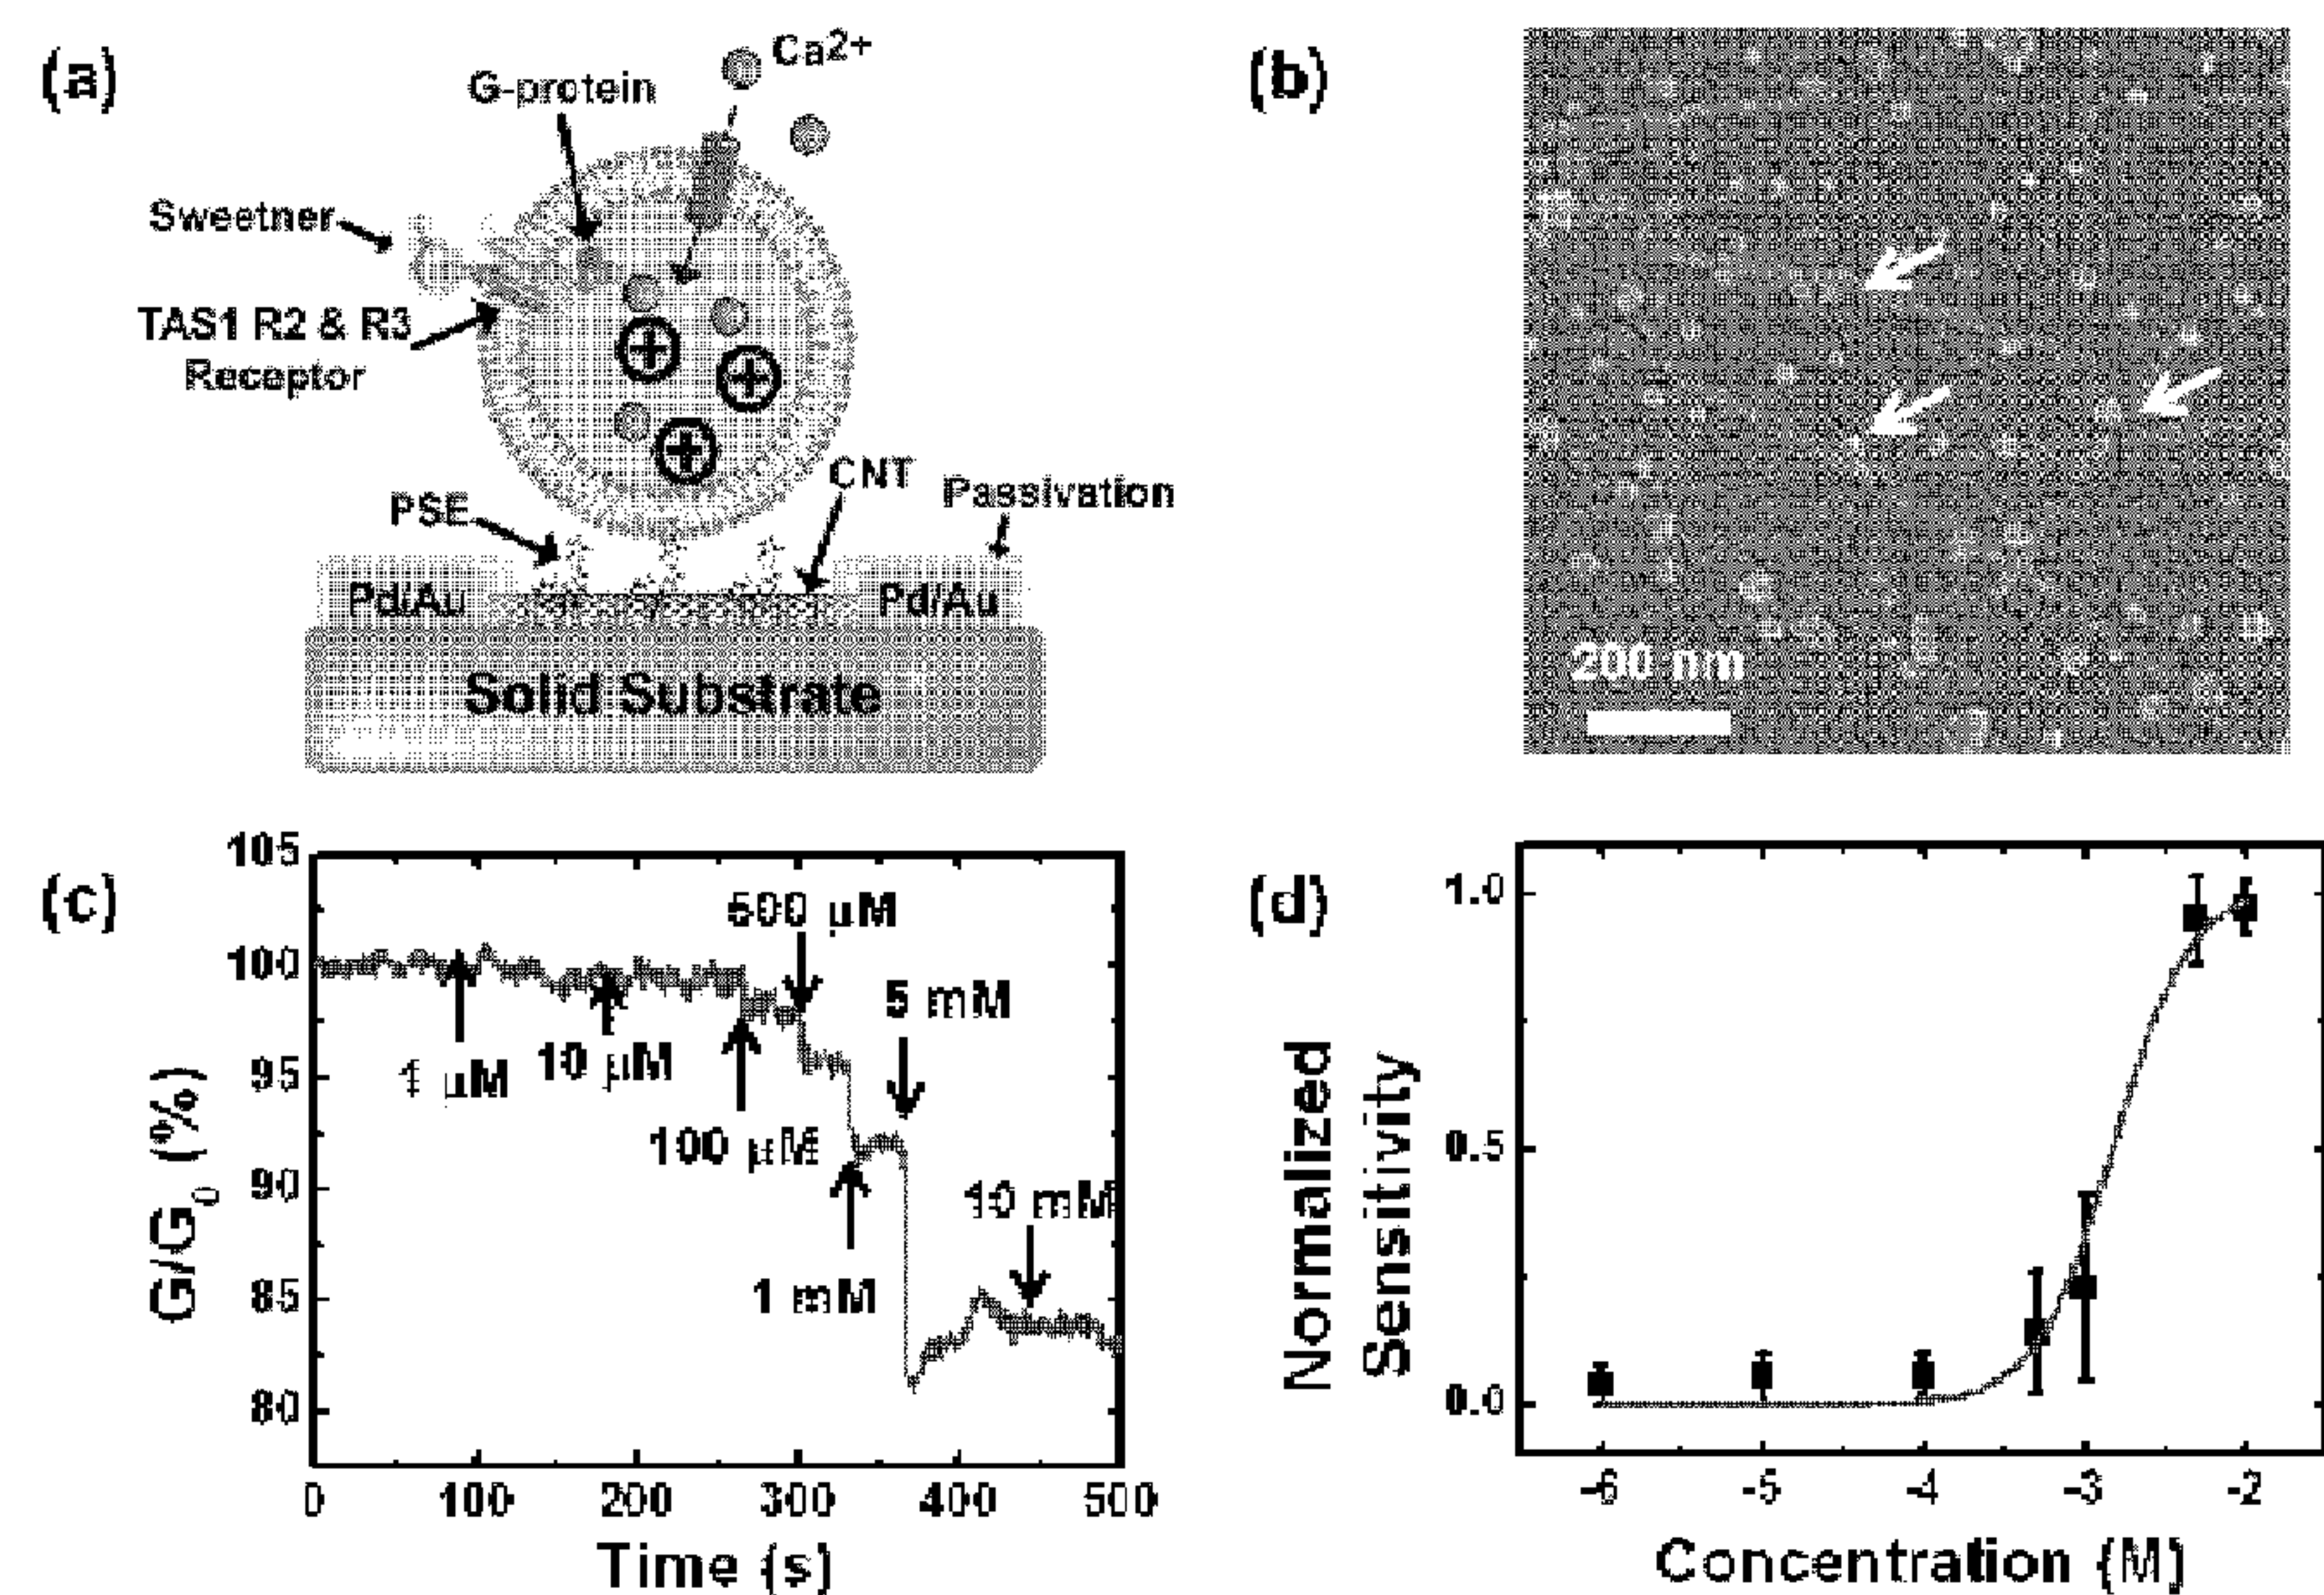 (a)
Ca2+
G-protein
Sweetner
TAS1 R2 & R3
Receptor
CNT
Passivation
PSE
Pd/Au
Pd/Au
Solid Substrate
(b)
200 nm
(c)
105
100
95
90
85
80
G/G0 (%)
500 µM
5 mM
1 µM
10 µM
100 µM
10 mM
1 mM
0 100 200 300 400 500
Time (s)
(d)
1.0
0.5
0.0
Normalized
Sensitivity
-6 -5 -4 -3 -2
Concentration (M)